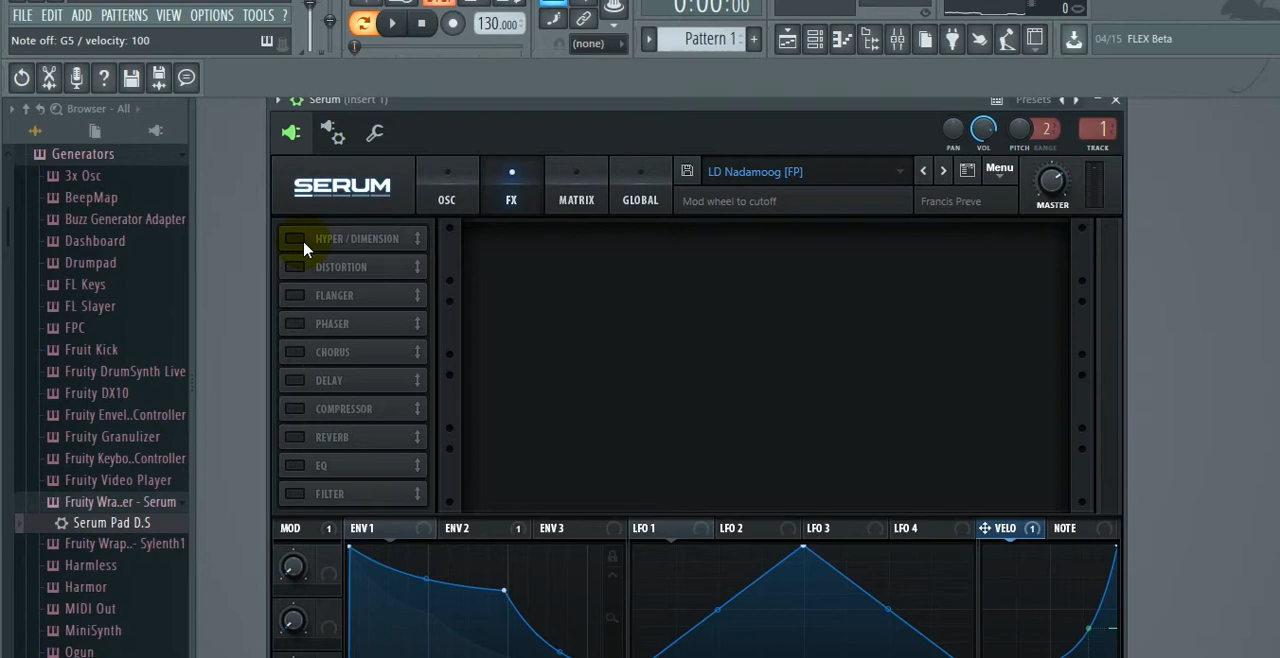 FILE EDIT ADD PATTERNS VIEW OPTIONS TOOLS ?
Note off: G5 / velocity: 100
130.000
0:00:00
0
(none)
Pattern 1
+
04/15 FLEX Beta
?
Browser - All
Generators
3x Osc
BeepMap
Buzz Generator Adapter
Dashboard
Drumpad
FL Keys
FL Slayer
FPC
Fruit Kick
Fruity DrumSynth Live
Fruity DX10
Fruity Envel..Controller
Fruity Granulizer
Fruity Keybo..Controller
Fruity Video Player
Fruity Wra..er - Serum
Serum Pad D.S
Fruity Wrap..- Sylenth1
Harmless
Harmor
MIDI Out
MiniSynth
Ogun
Serum (Insert 1)
Presets
2
1
PAN VOL PITCH RANGE TRACK
SERUM
OSC FX MATRIX GLOBAL
LD Nadamoog [FP]
Mod wheel to cutoff
Menu
Francis Preve
MASTER
HYPER / DIMENSION
DISTORTION
FLANGER
PHASER
CHORUS
DELAY
COMPRESSOR
REVERB
EQ
FILTER
MOD 1 ENV 1 ENV 2 1 ENV 3 LFO 1 LFO 2 LFO 3 LFO 4 VELO 1 NOTE